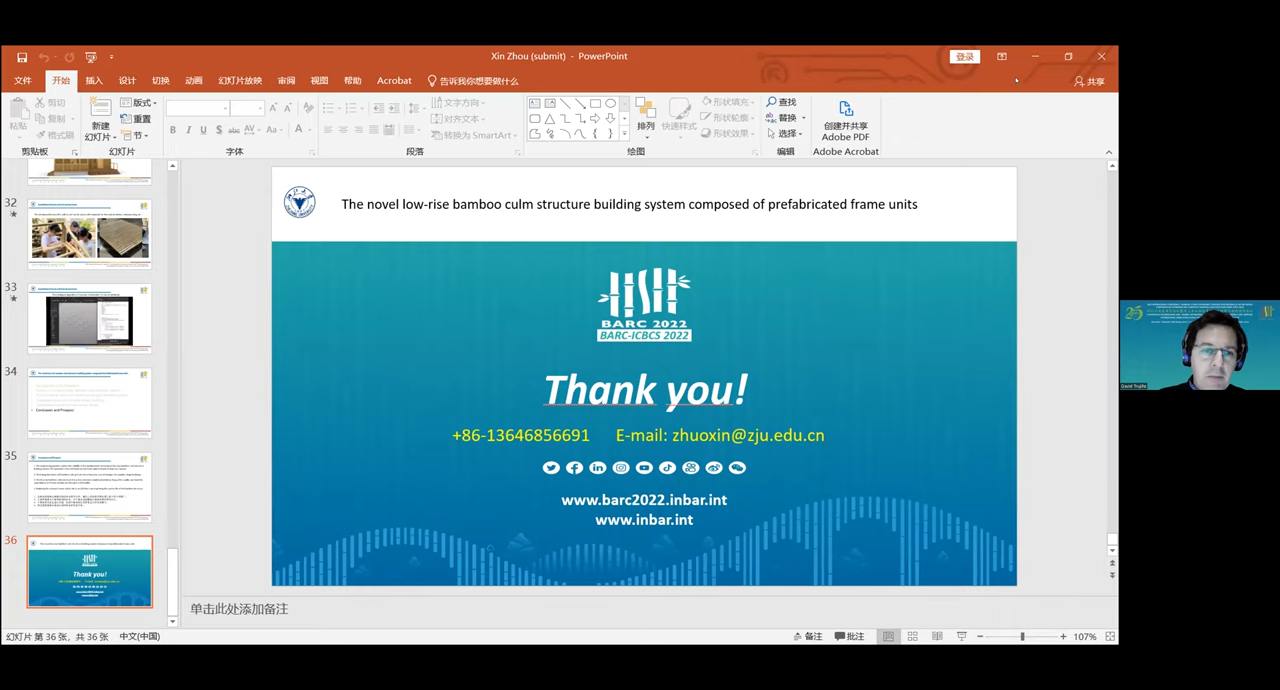 Xin Zhou (submit) - PowerPoint
登录
文件 开始 插入 设计 切换 动画 幻灯片放映 审阅 视图 帮助 Acrobat 告诉我你想要做什么 共享
粘贴 剪切
复制
格式刷
剪贴板
新建
幻灯片
版式
重置
节
幻灯片
B I U S abc AV Aa A
字体
文字方向
对齐文本
转换为 SmartArt
段落
排列 快速样式
形状填充
形状轮廓
形状效果
绘图
查找
替换
选择
编辑
创建并共享
Adobe PDF
Adobe Acrobat
32
33
34
35
36
The novel low-rise bamboo culm structure building system composed of prefabricated frame units
BARC 2022
BARC-ICBCS 2022
Thank you!
+86-13646856691 E-mail: zhuoxin@zju.edu.cn
www.barc2022.inbar.int
www.inbar.int
单击此处添加备注
幻灯片 第 36 张，共 36 张 中文(中国)
备注 批注 107%
David Trujillo